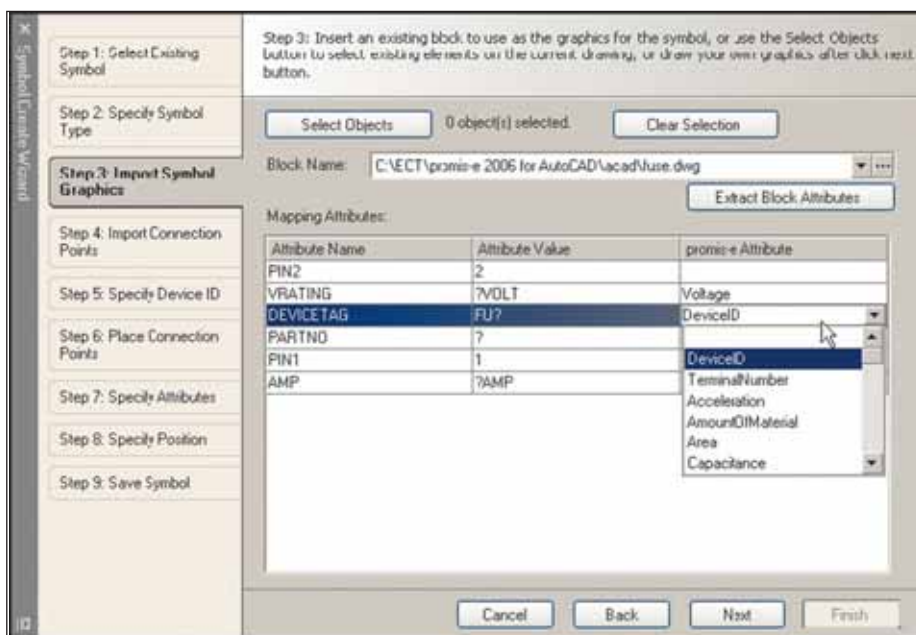 Symbol Create Wizard
Step 1: Select Existing
Symbol
Step 2: Specify Symbol
Type
Step 3: Import Symbol
Graphics
Step 4: Import Connection
Points
Step 5: Specify Device ID
Step 6: Place Connection
Points
Step 7: Specify Attributes
Step 8: Specify Position
Step 9: Save Symbol
Step 3: Insert an existing block to use as the graphics for the symbol, or use the Select Objects
button to select existing elements on the current drawing, or draw your own graphics after click next
button.
Select Objects 0 object(s) selected. Clear Selection
Block Name: C:\ECT\promis-e 2006 for AutoCAD\acad\fuse.dwg ...
Extract Block Attributes
Mapping Attributes:
Attribute Name Attribute Value promis-e Attribute
PIN2 2
VRATING ?VOLT Voltage
DEVICETAG FU? DeviceID
PARTNO ?
PIN1 1
AMP ?AMP
DeviceID
TerminalNumber
Acceleration
AmountOfMaterial
Area
Capacitance
Cancel Back Next Finish